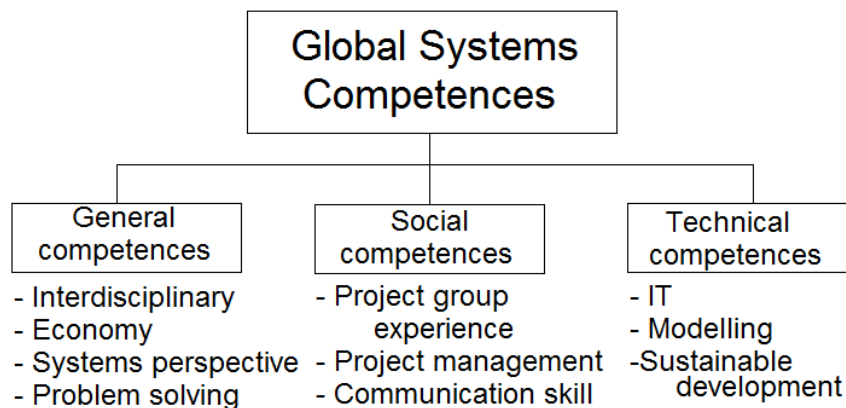 Global Systems
Competences
General
competences
- Interdisciplinary
- Economy
- Systems perspective
- Problem solving
Social
competences
- Project group
experience
- Project management
- Communication skill
Technical
competences
- IT
- Modelling
-Sustainable
development